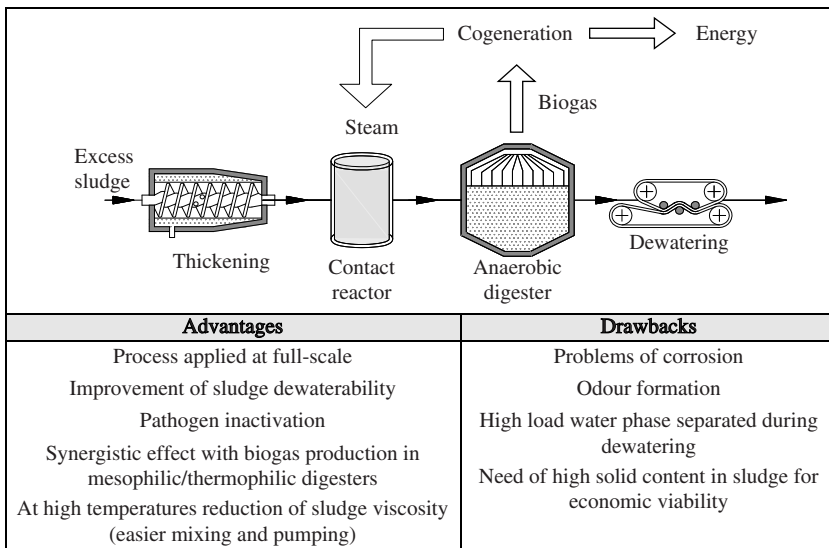 Cogeneration
Energy
Biogas
Steam
Excess
sludge
Thickening
Contact
reactor
Anaerobic
digester
Dewatering
Advantages
Drawbacks
Process applied at full-scale
Improvement of sludge dewaterability
Pathogen inactivation
Synergistic effect with biogas production in
mesophilic/thermophilic digesters
At high temperatures reduction of sludge viscosity
(easier mixing and pumping)
Problems of corrosion
Odour formation
High load water phase separated during
dewatering
Need of high solid content in sludge for
economic viability